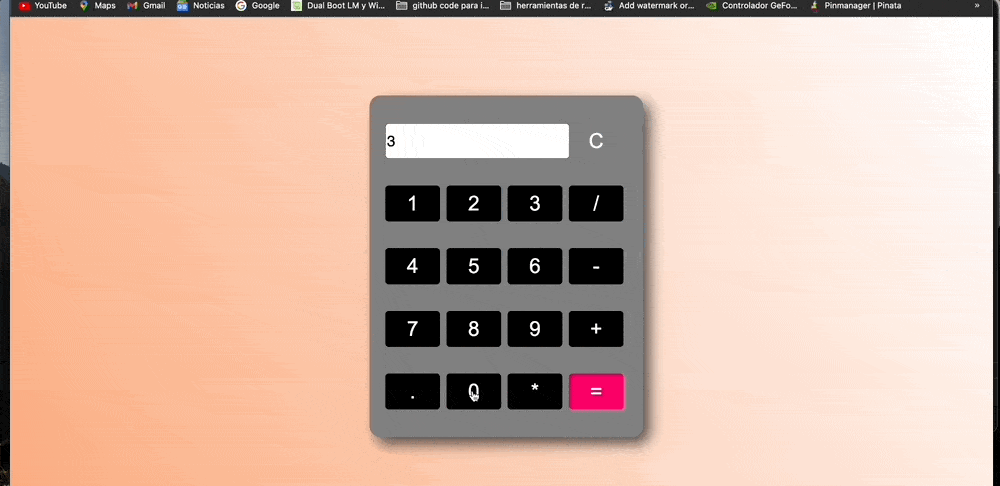 YouTube Maps Gmail Noticias Google Dual Boot LM y Wi... github code para i... herramientas de r... Add watermark or... Controlador GeFo... Pinmanager | Pinata »
3 C
1 2 3 /
4 5 6 -
7 8 9 +
. 0 * =